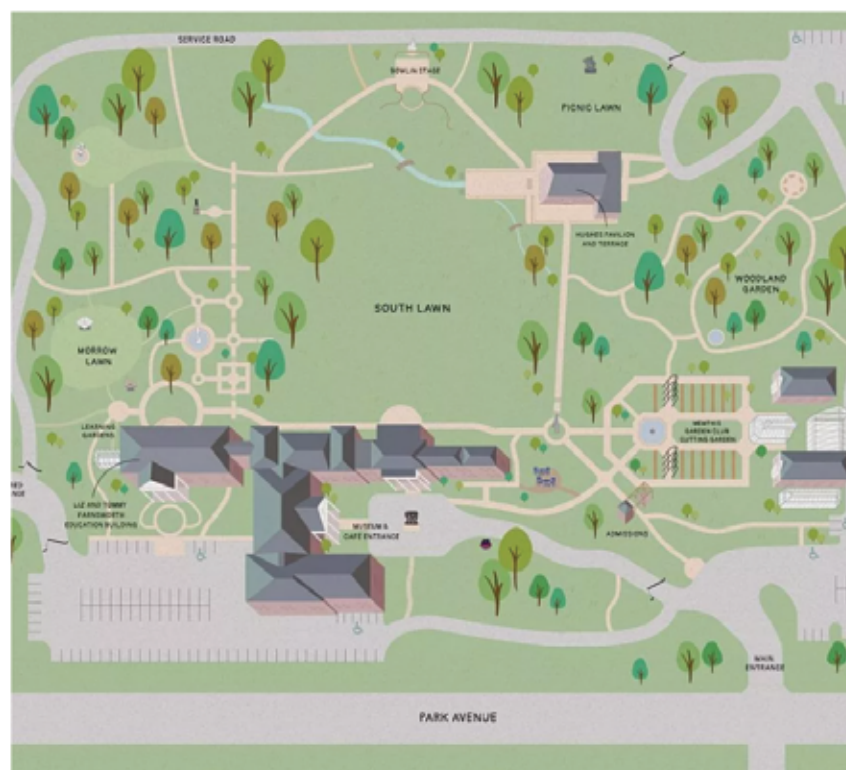 SERVICE ROAD
BOWLIN STAGE
PICNIC LAWN
HUGHES PAVILION
AND TERRACE
WOODLAND
GARDEN
SOUTH LAWN
MORROW
LAWN
LEARNING
GARDENS
MEMPHIS
GARDEN CLUB
CUTTING GARDEN
LUZ AND TOMMY
FARNSWORTH
EDUCATION BUILDING
MUSEUM &
CAFE ENTRANCE
ADMISSIONS
MAIN
ENTRANCE
PARK AVENUE